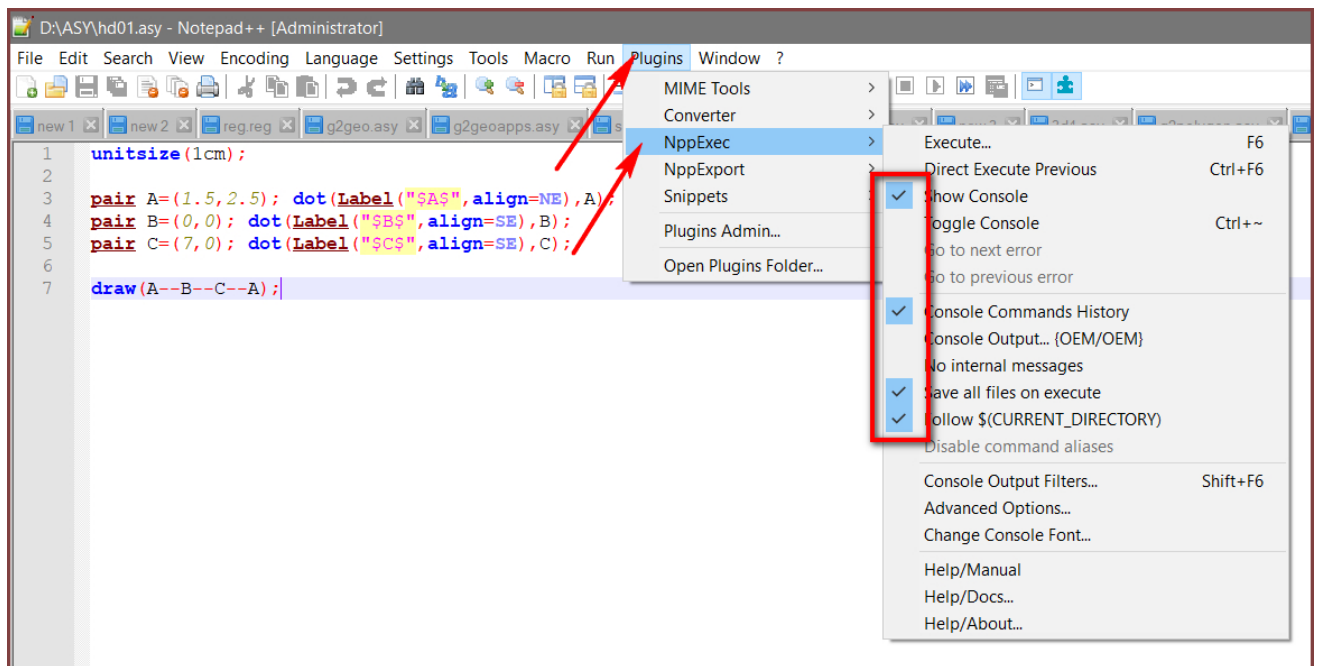 D:\ASY\hd01.asy - Notepad++ [Administrator]
File Edit Search View Encoding Language Settings Tools Macro Run Plugins Window ?
new 1 new 2 reg.reg g2geo.asy g2geoapps.asy
MIME Tools
Converter
NppExec
NppExport
Snippets
Plugins Admin...
Open Plugins Folder...
Execute... F6
Direct Execute Previous Ctrl+F6
Show Console
Toggle Console Ctrl+~
Go to next error
Go to previous error
Console Commands History
Console Output... {OEM/OEM}
No internal messages
Save all files on execute
Follow $(CURRENT_DIRECTORY)
Disable command aliases
Console Output Filters... Shift+F6
Advanced Options...
Change Console Font...
Help/Manual
Help/Docs...
Help/About...
1 unitsize(1cm);
2
3 pair A=(1.5,2.5); dot(Label("$A$",align=NE),A);
4 pair B=(0,0); dot(Label("$B$",align=SE),B);
5 pair C=(7,0); dot(Label("$C$",align=SE),C);
6
7 draw(A--B--C--A);